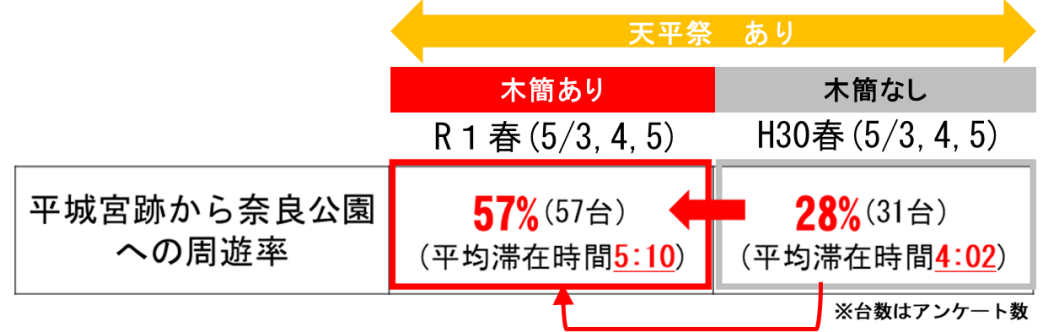 天平祭　あり
木簡あり
木簡なし
R１春(5/3,4,5)
H30春(5/3,4,5)
平城宮跡から奈良公園
への周遊率
57%(57台)
(平均滞在時間5:10)
28%(31台)
(平均滞在時間4:02)
※台数はアンケート数